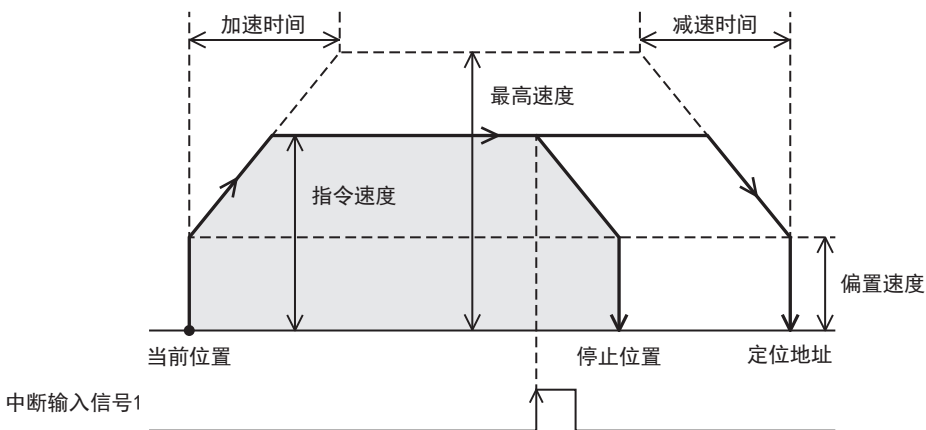 加速时间
减速时间
最高速度
指令速度
偏置速度
当前位置
停止位置
定位地址
中断输入信号1